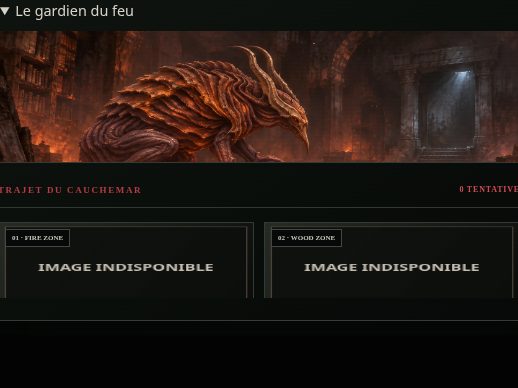 ▼ Le gardien du feu
TRAJET DU CAUCHEMAR
0 TENTATIVE
01 · FIRE ZONE
02 · WOOD ZONE
IMAGE INDISPONIBLE
IMAGE INDISPONIBLE